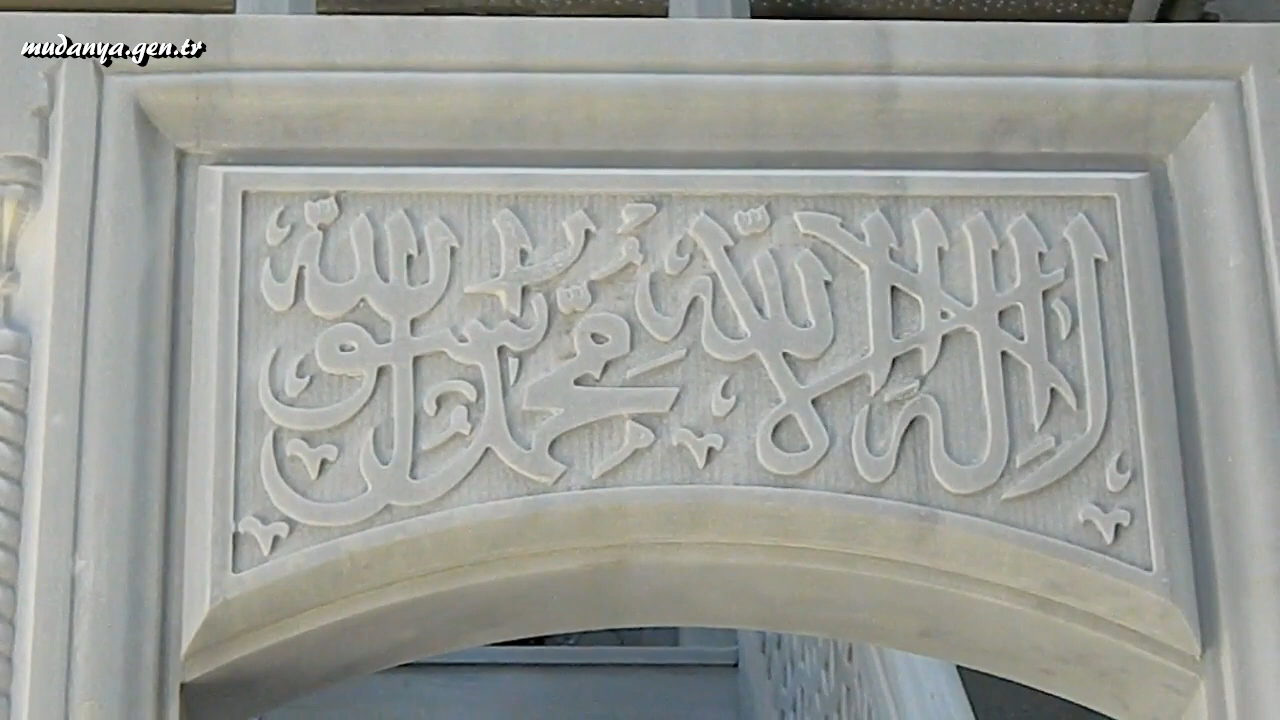 mudanya.gen.tr
لا إله إلا الله محمد رسول الله